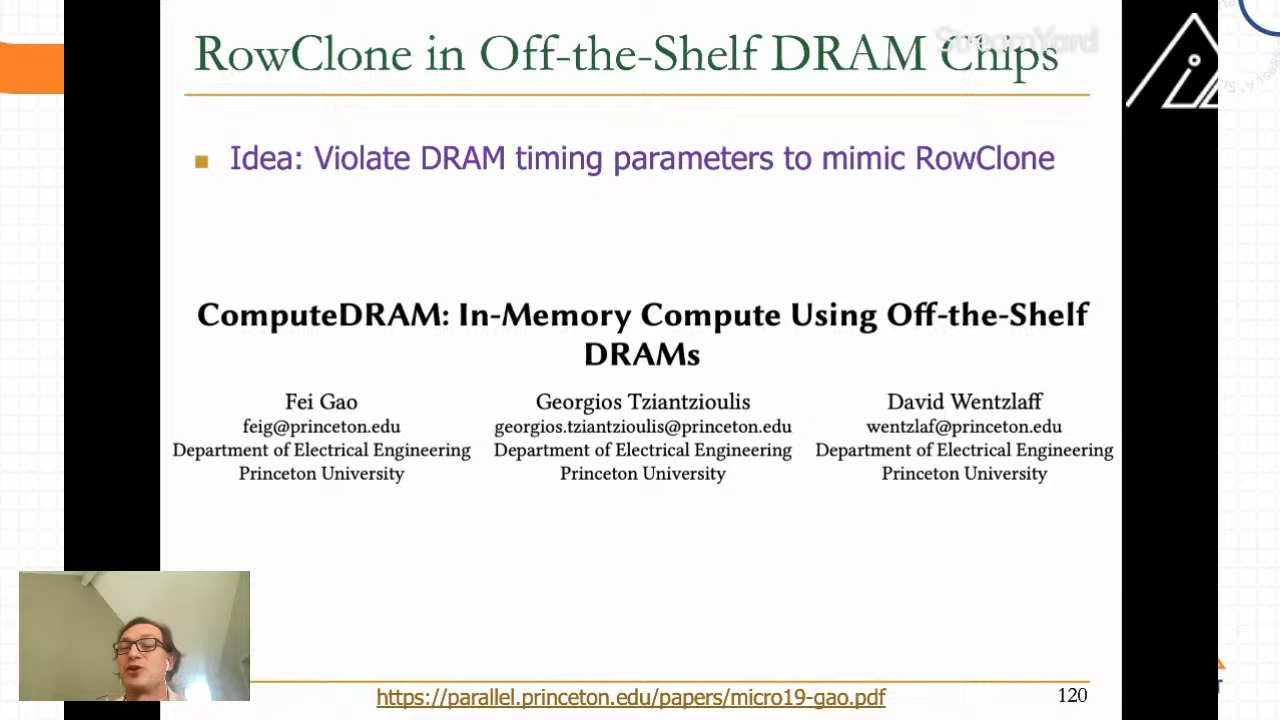 RowClone in Off-the-Shelf DRAM Chips
StreamYard
Idea: Violate DRAM timing parameters to mimic RowClone
ComputeDRAM: In-Memory Compute Using Off-the-Shelf
DRAMs
Fei Gao
feig@princeton.edu
Department of Electrical Engineering
Princeton University
Georgios Tziantzioulis
georgios.tziantzioulis@princeton.edu
Department of Electrical Engineering
Princeton University
David Wentzlaff
wentzlaf@princeton.edu
Department of Electrical Engineering
Princeton University
https://parallel.princeton.edu/papers/micro19-gao.pdf
120